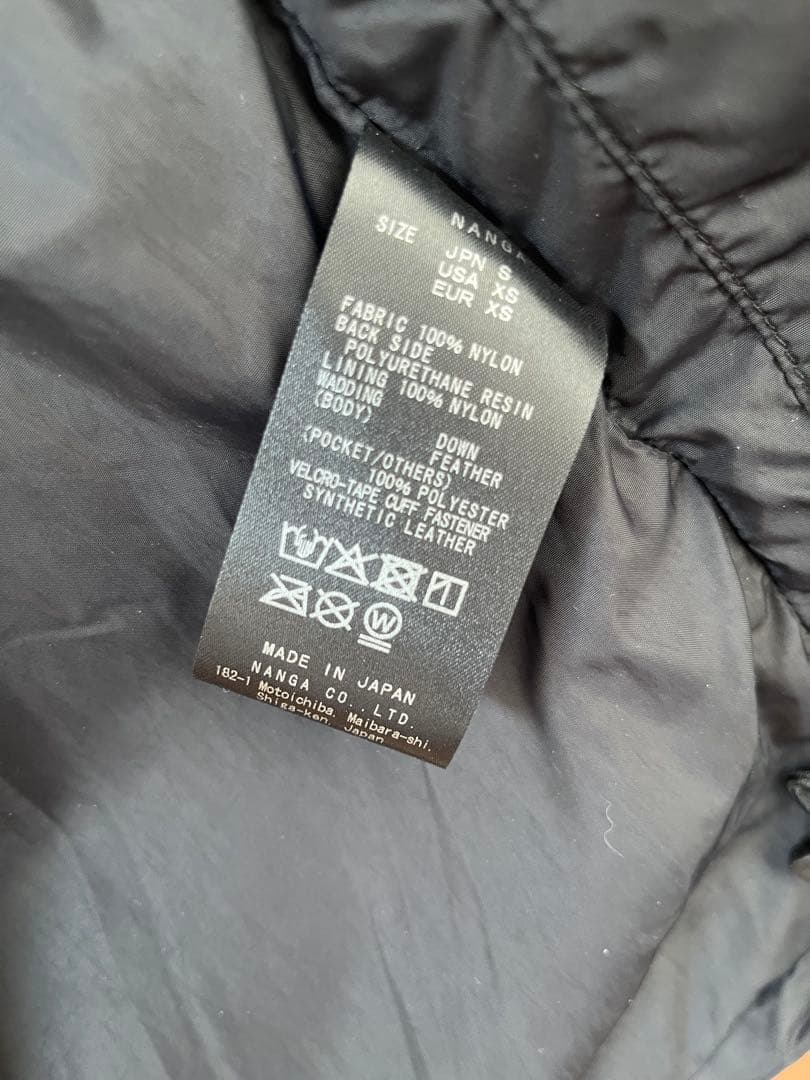 NANGA
SIZE JPN S
USA XS
EUR XS
FABRIC 100% NYLON
BACK SIDE
POLYURETHANE RESIN
LINING 100% NYLON
WADDING
(BODY) DOWN
FEATHER
(POCKET/OTHERS)
100% POLYESTER
VELCRO-TAPE CUFF FASTENER
SYNTHETIC LEATHER
W
MADE IN JAPAN
NANGA CO.,LTD.
182-1 Motoichiba, Maibara-shi,
Shiga-ken, Japan